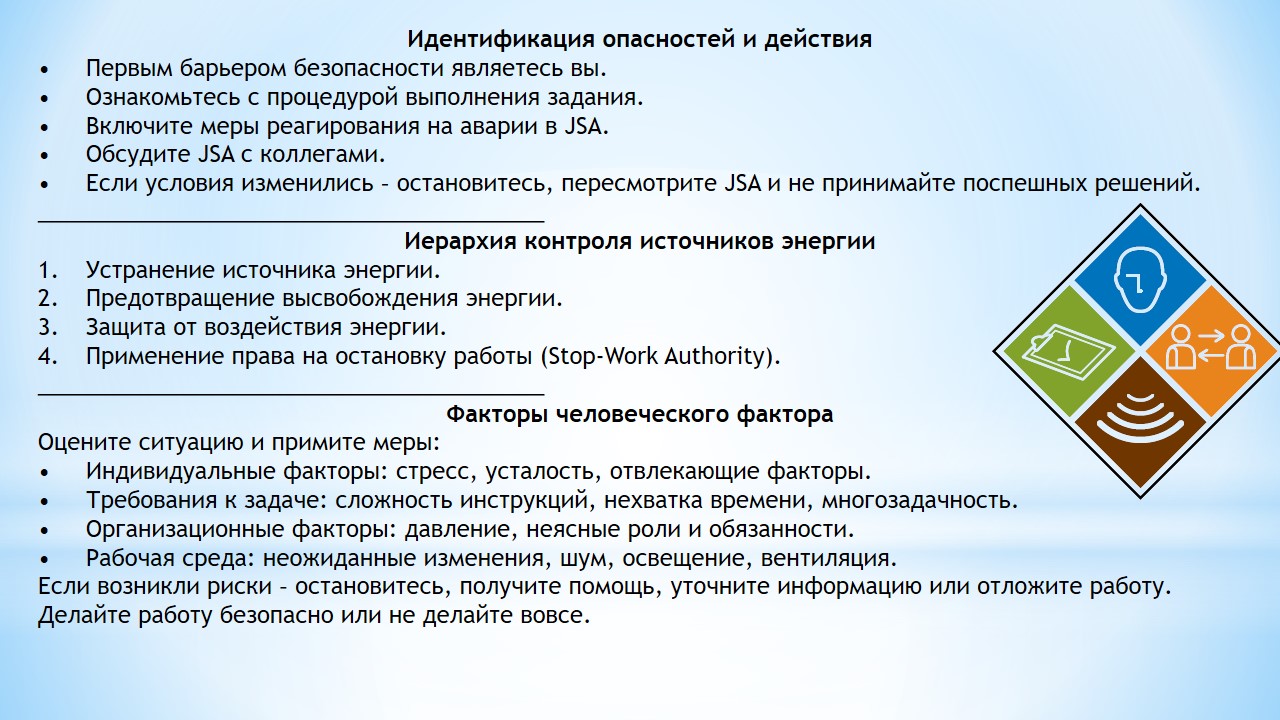 Идентификация опасностей и действия
• Первым барьером безопасности являетесь вы.
• Ознакомьтесь с процедурой выполнения задания.
• Включите меры реагирования на аварии в JSA.
• Обсудите JSA с коллегами.
• Если условия изменились – остановитесь, пересмотрите JSA и не принимайте поспешных решений.
Иерархия контроля источников энергии
1. Устранение источника энергии.
2. Предотвращение высвобождения энергии.
3. Защита от воздействия энергии.
4. Применение права на остановку работы (Stop-Work Authority).
Факторы человеческого фактора
Оцените ситуацию и примите меры:
• Индивидуальные факторы: стресс, усталость, отвлекающие факторы.
• Требования к задаче: сложность инструкций, нехватка времени, многозадачность.
• Организационные факторы: давление, неясные роли и обязанности.
• Рабочая среда: неожиданные изменения, шум, освещение, вентиляция.
Если возникли риски – остановитесь, получите помощь, уточните информацию или отложите работу.
Делайте работу безопасно или не делайте вовсе.